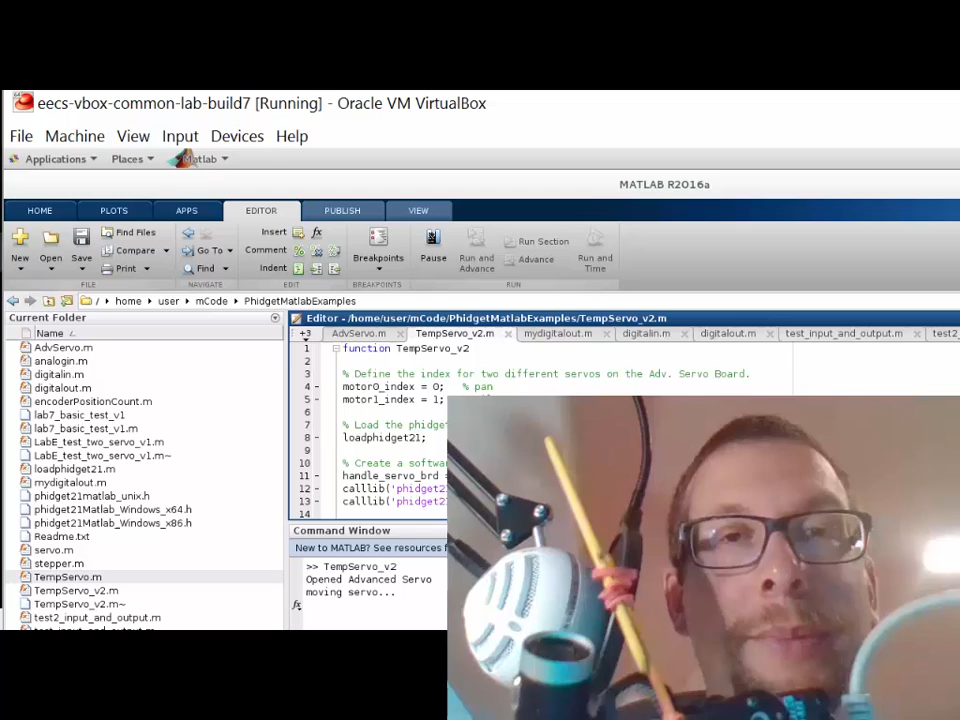 eecs-vbox-common-lab-build7 [Running] - Oracle VM VirtualBox
File Machine View Input Devices Help
Applications Places Matlab
MATLAB R2016a
HOME PLOTS APPS EDITOR PUBLISH VIEW
New Open Save Find Files Compare Print Go To Find Insert fx Comment Indent Breakpoints Pause Run and Advance Run Section Advance Run and Time
FILE NAVIGATE EDIT BREAKPOINTS RUN
/ home user mCode PhidgetMatlabExamples
Current Folder
Name
AdvServo.m
analogin.m
digitalin.m
digitalout.m
encoderPositionCount.m
lab7_basic_test_v1
lab7_basic_test_v1.m
LabE_test_two_servo_v1.m
LabE_test_two_servo_v1.m~
loadphidget21.m
mydigitalout.m
phidget21matlab_unix.h
phidget21Matlab_Windows_x64.h
phidget21Matlab_Windows_x86.h
Readme.txt
servo.m
stepper.m
TempServo.m
TempServo_v2.m
TempServo_v2.m~
test2_input_and_output.m
test_input_and_output.m
Editor - /home/user/mCode/PhidgetMatlabExamples/TempServo_v2.m
+3 AdvServo.m TempServo_v2.m mydigitalout.m digitalin.m digitalout.m test_input_and_output.m test2_
1 function TempServo_v2
2
3 % Define the index for two different servos on the Adv. Servo Board.
4 - motor0_index = 0; % pan
5 - motor1_index = 1;
6
7 % Load the phidget
8 - loadphidget21;
9
10 % Create a softwa
11 - handle_servo_brd =
12 - calllib('phidget2
13 - calllib('phidget2
14
Command Window
New to MATLAB? See resources f
>> TempServo_v2
Opened Advanced Servo
moving servo...
fx